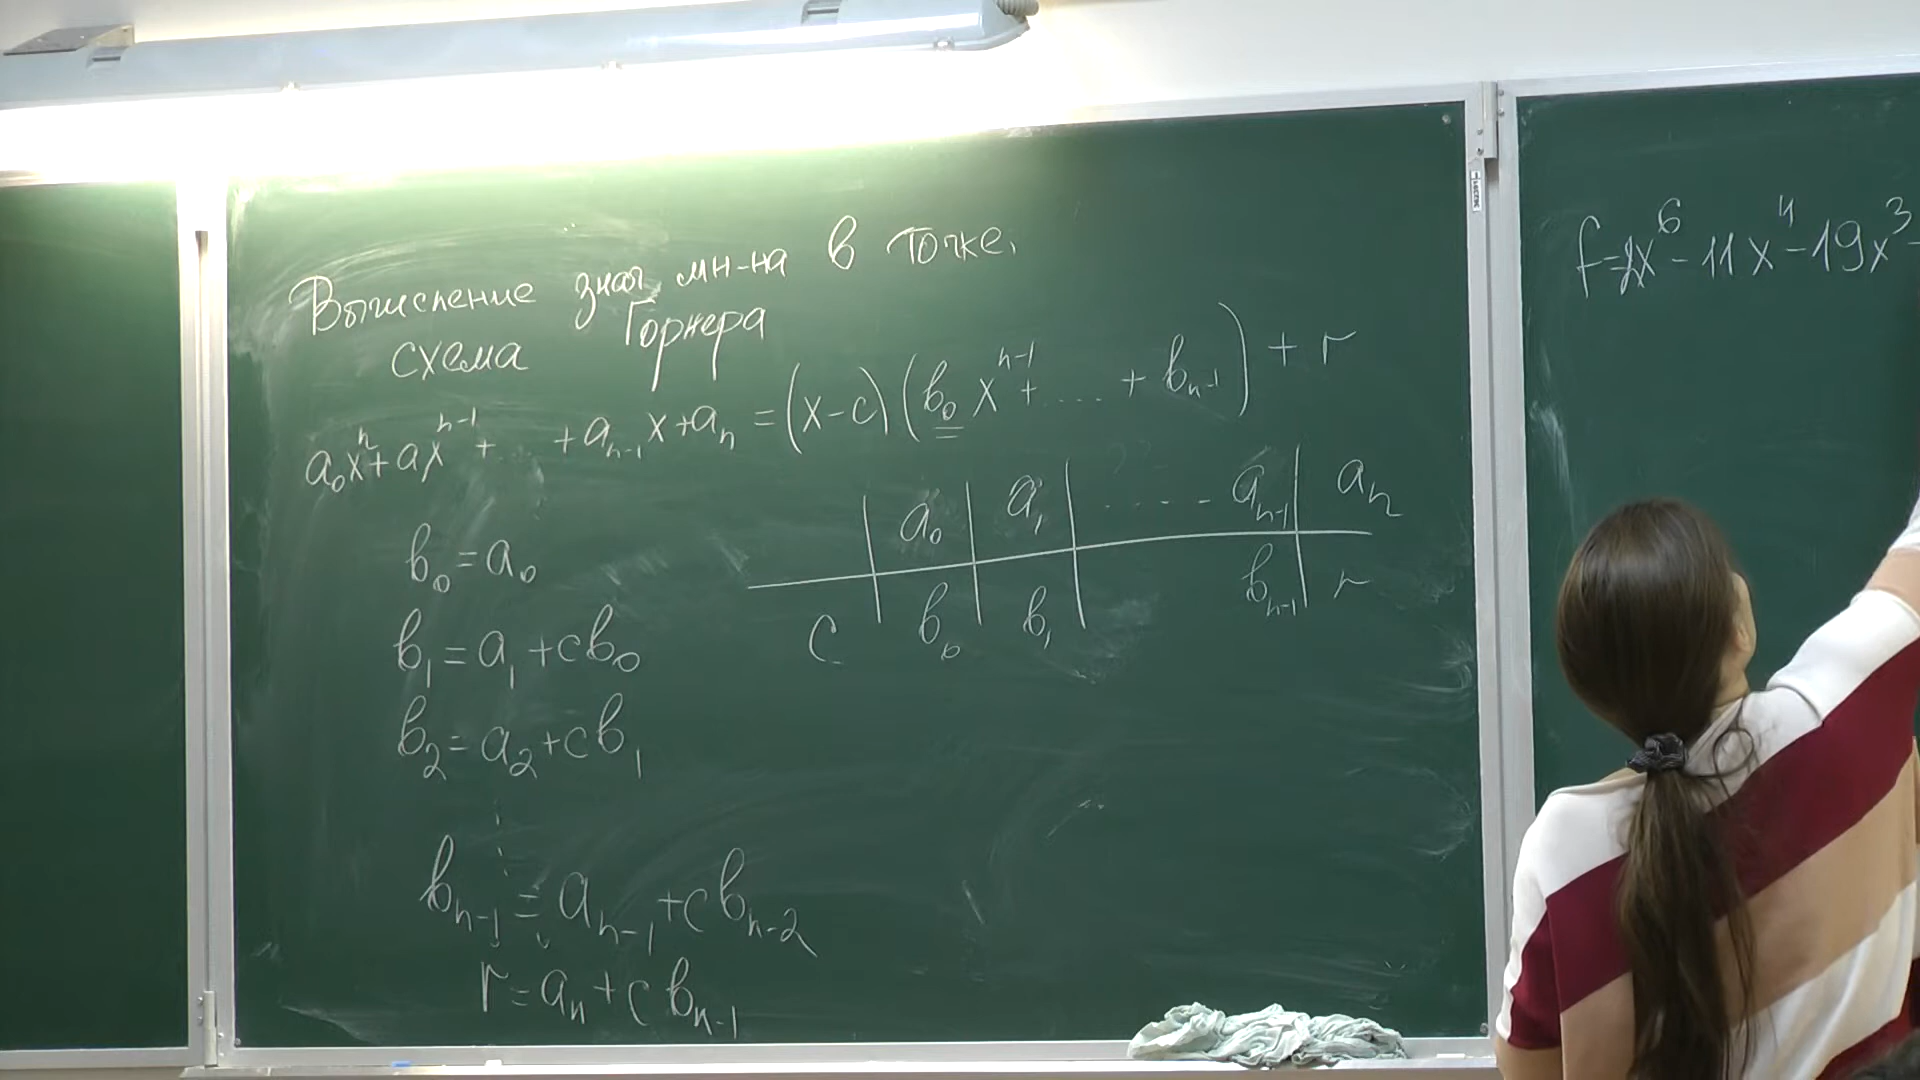 Вычисление знач мн-на в точке.
схема Горнера
a₀xⁿ+a₁xⁿ⁻¹+ ... +aₙ₋₁x+aₙ=(x-c)(b₀xⁿ⁻¹+....+bₙ₋₁)+r
b₀=a₀
b₁=a₁+cb₀
b₂=a₂+cb₁
bₙ₋₁=aₙ₋₁+cbₙ₋₂
r=aₙ+cbₙ₋₁
a₀ a₁ ..... aₙ₋₁ aₙ
c b₀ b₁ bₙ₋₁ r
f=2x⁶-11x⁴-19x³-